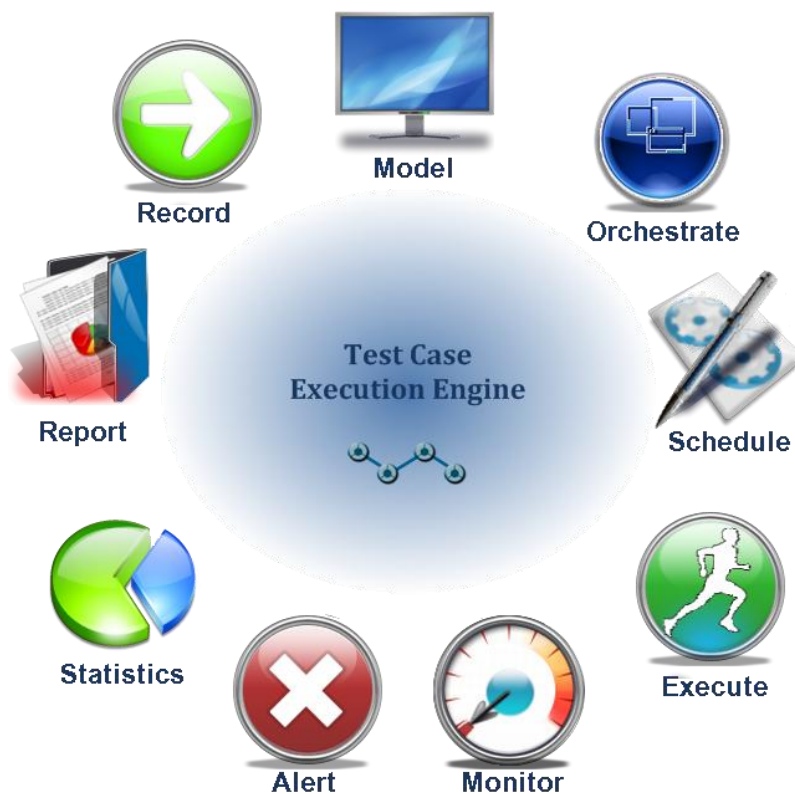 Model
Record
Orchestrate
Test Case
Execution Engine
Report
Schedule
Statistics
Execute
Alert
Monitor